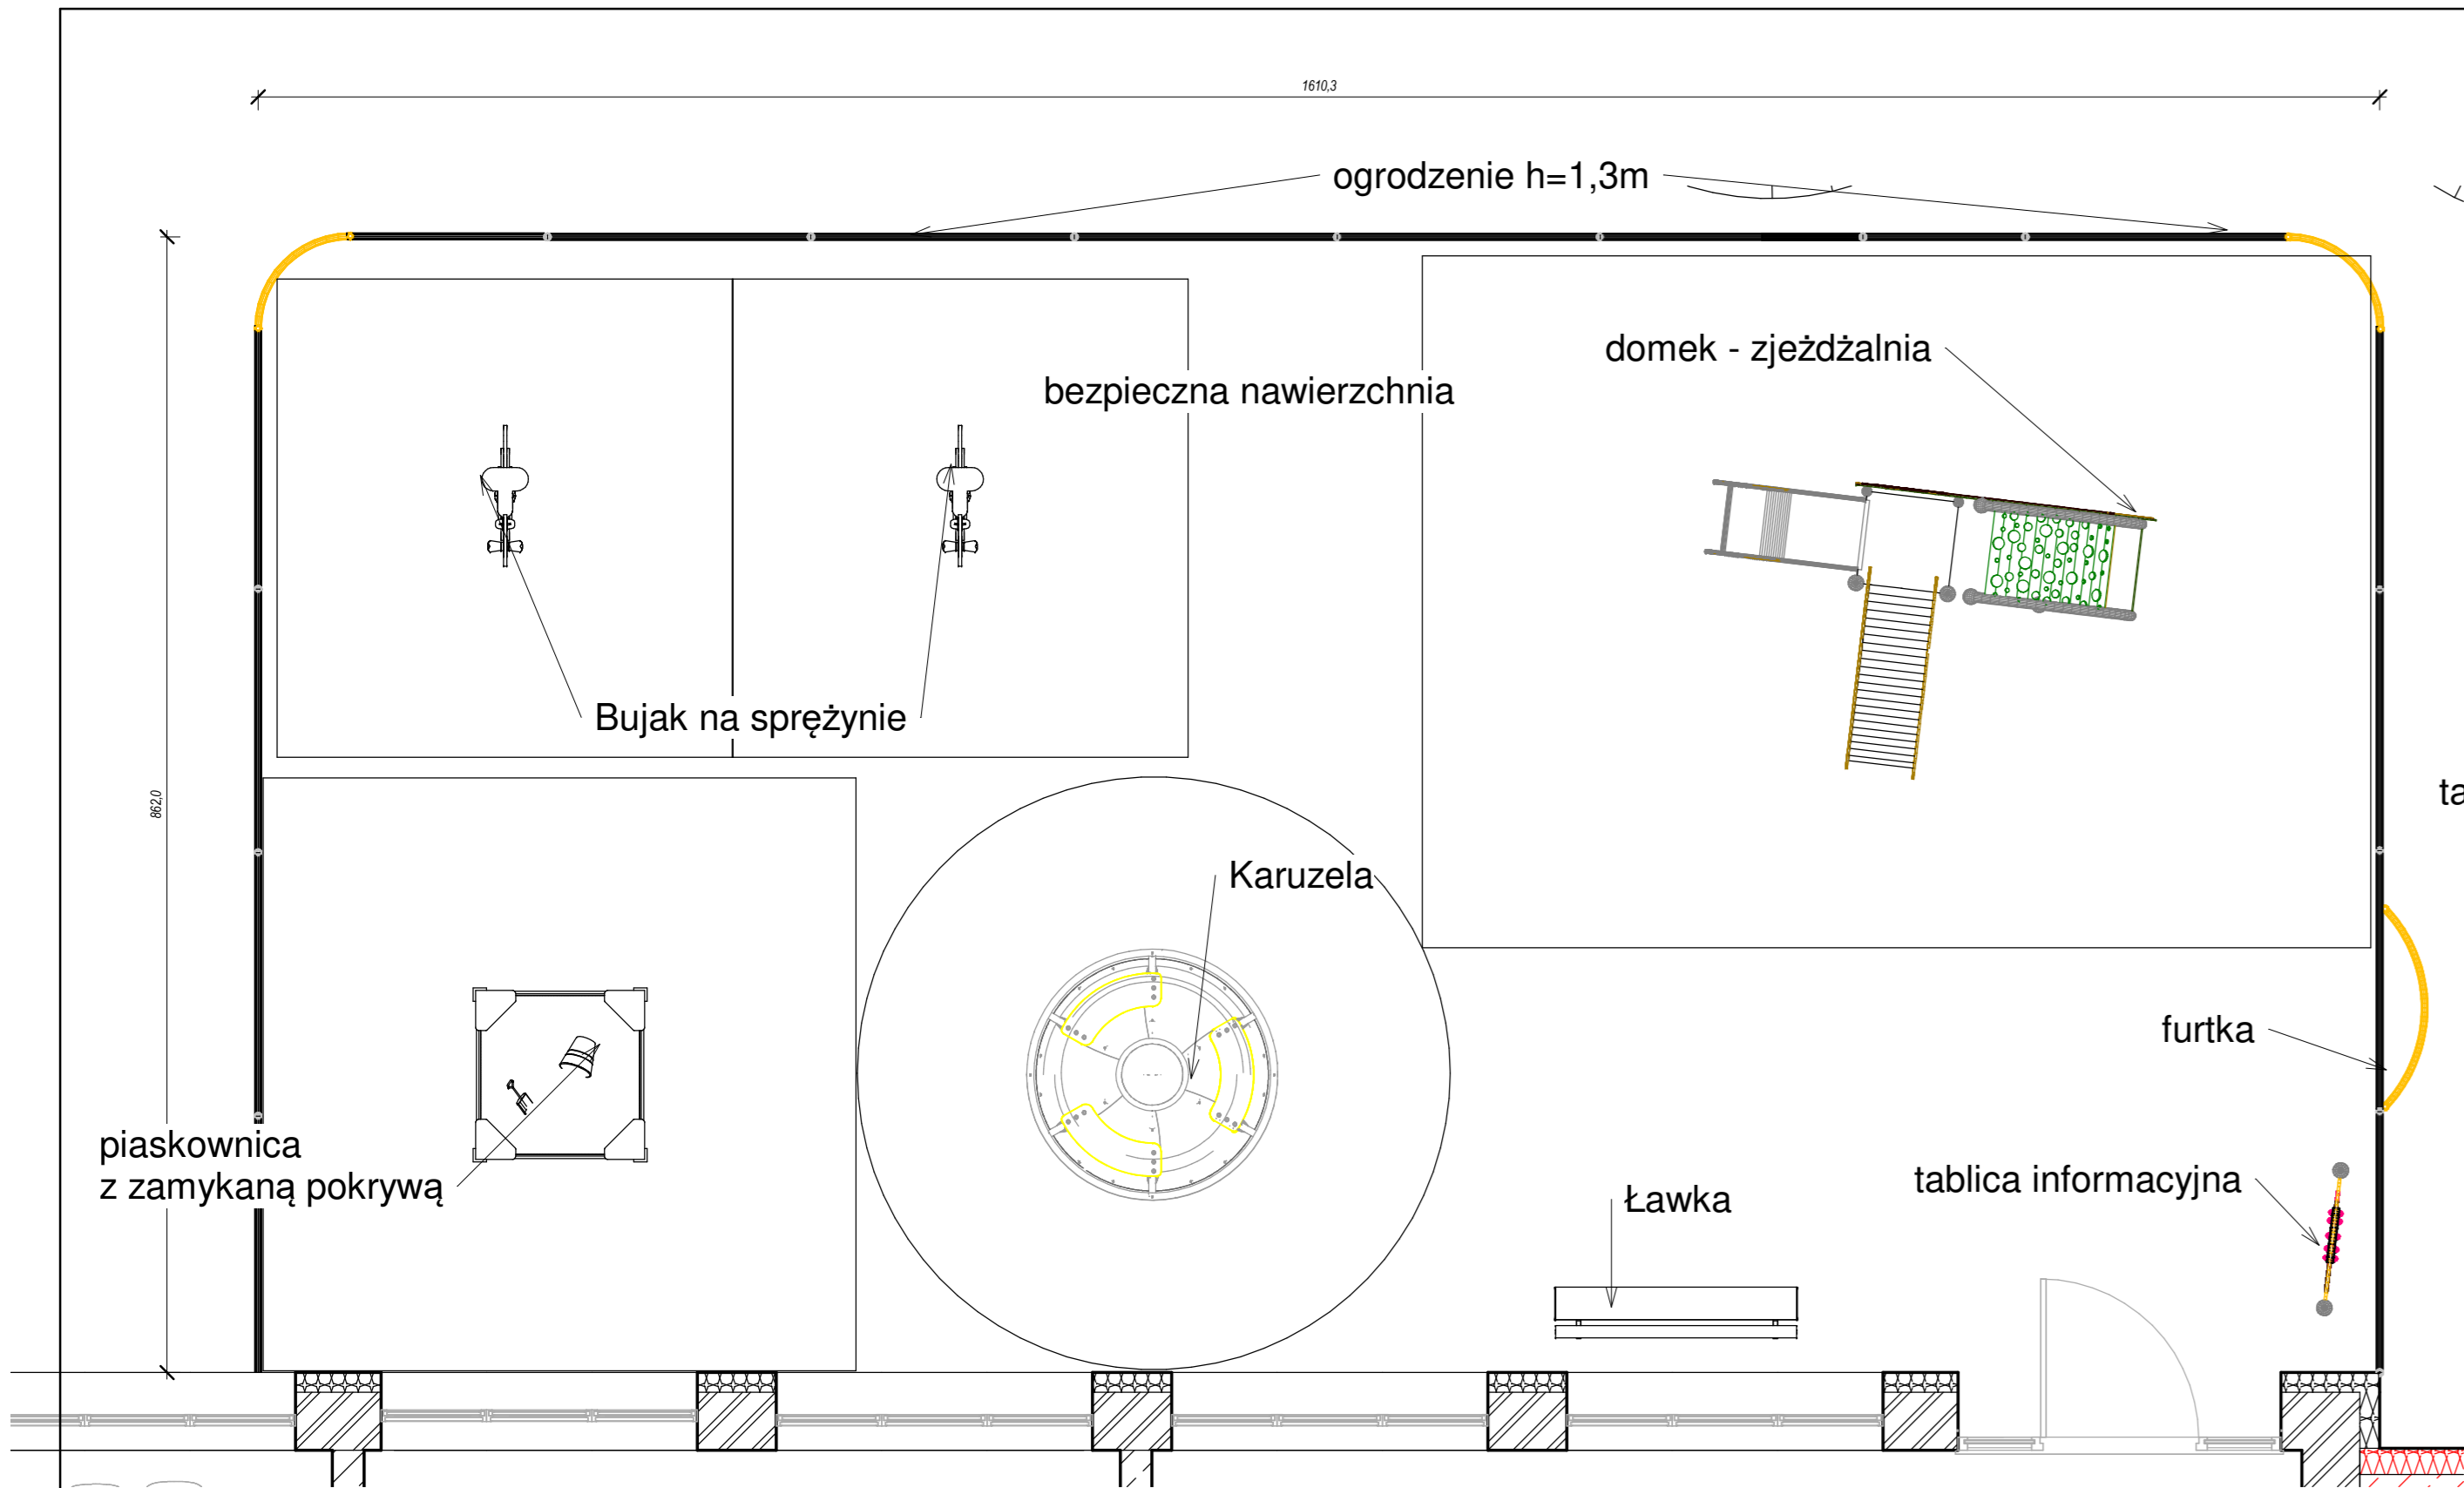 1610,3
ogrodzenie h=1,3m
domek - zjeżdżalnia
bezpieczna nawierzchnia
Bujak na sprężynie
862,0
ta
Karuzela
furtka
piaskownica
z zamykaną pokrywą
tablica informacyjna
Ławka